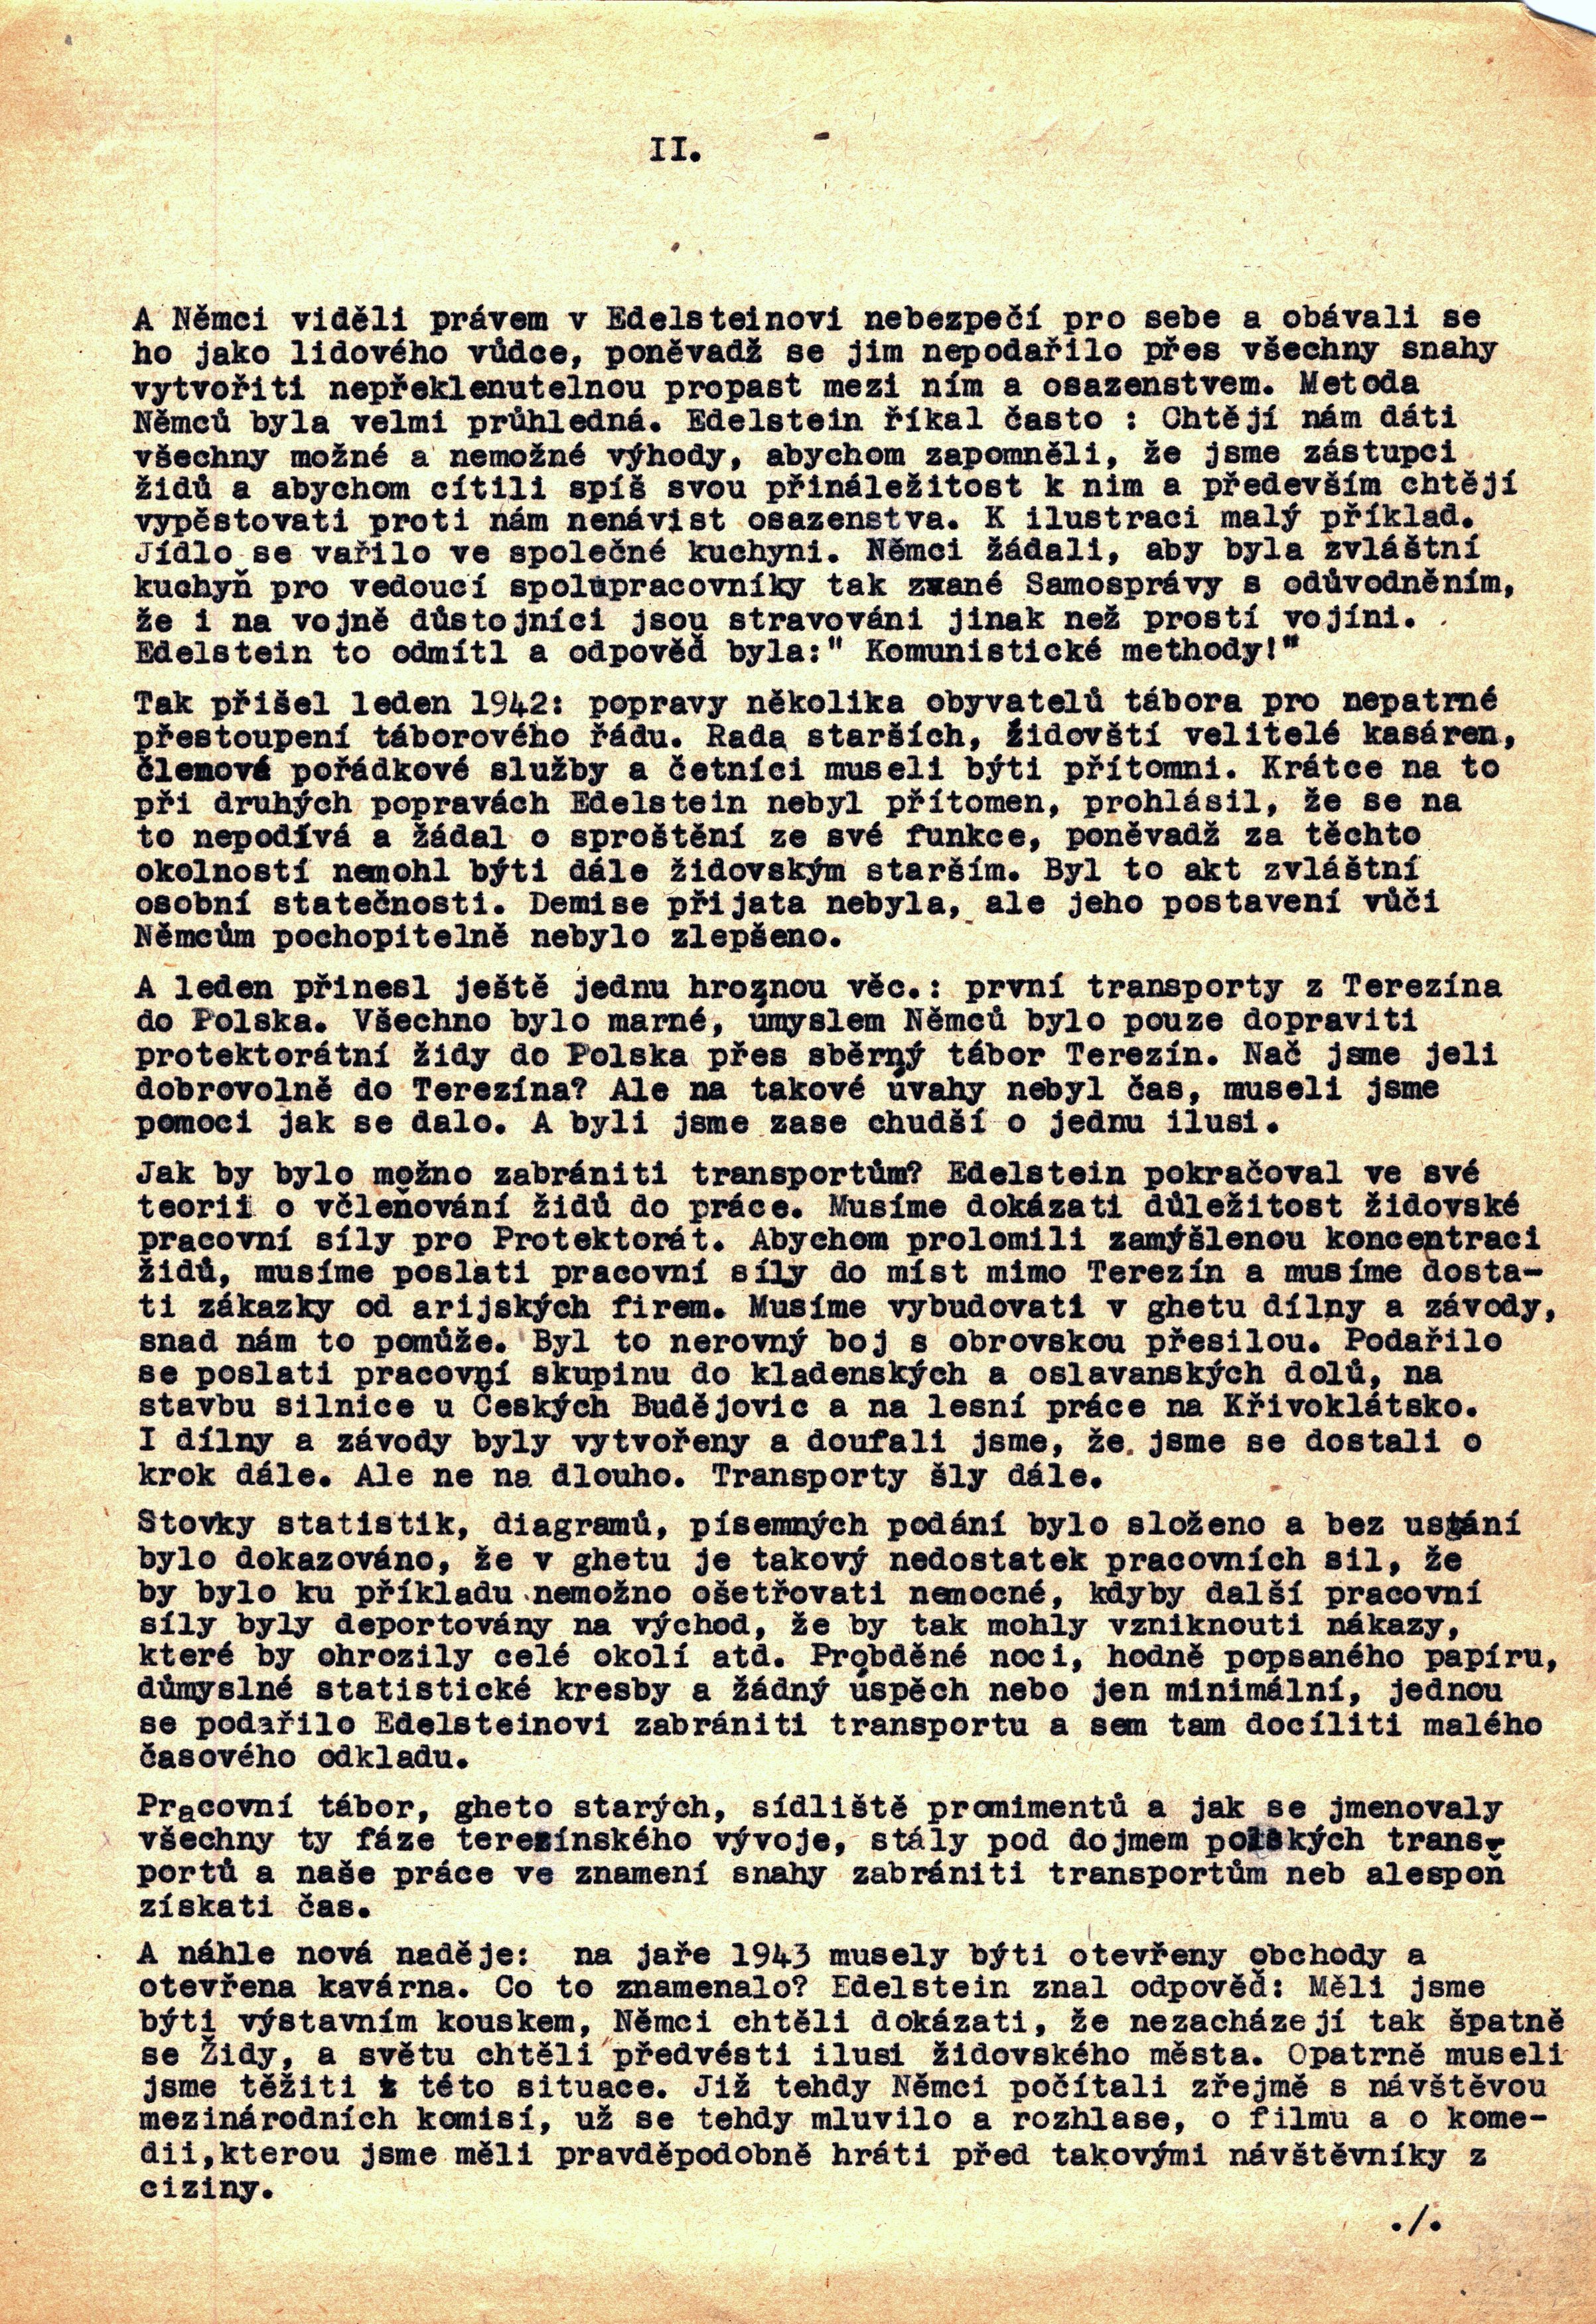 II.
A Němci viděli právem v Edelsteinovi nebezpečí pro sebe a obávali se
ho jako lidového vůdce, poněvadž se jim nepodařilo přes všechny snahy
vytvořiti nepřeklenutelnou propast mezi ním a osazenstvem. Metoda
Němců byla velmi průhledná. Edelstein říkal často : Chtějí nám dáti
všechny možné a nemožné výhody, abychom zapomněli, že jsme zástupci
židů a abychom cítili spíš svou přináležitost k nim a především chtějí
vypěstovati proti nám nenávist osazenstva. K ilustraci malý příklad.
Jídlo se vařilo ve společné kuchyni. Němci žádali, aby byla zvláštní
kuchyň pro vedoucí spolupracovníky tak zvané Samosprávy s odůvodněním,
že i na vojně důstojníci jsou stravováni jinak než prostí vojíni.
Edelstein to odmítl a odpověď byla:" Komunistické methody!"
Tak přišel leden 1942: popravy několika obyvatelů tábora pro nepatrné
přestoupení táborového řádu. Rada starších, židovští velitelé kasáren,
členové pořádkové služby a četníci museli býti přítomni. Krátce na to
při druhých popravách Edelstein nebyl přítomen, prohlásil, že se na
to nepodívá a žádal o sproštění ze své funkce, poněvadž za těchto
okolností nemohl býti dále židovským starším. Byl to akt zvláštní
osobní statečnosti. Demise přijata nebyla, ale jeho postavení vůči
Němcům pochopitelně nebylo zlepšeno.
A leden přinesl ještě jednu hroznou věc.: první transporty z Terezína
do Polska. Všechno bylo marné, úmyslem Němců bylo pouze dopraviti
protektorátní židy do Polska přes sběrný tábor Terezín. Nač jsme jeli
dobrovolně do Terezína? Ale na takové úvahy nebyl čas, museli jsme
pomoci jak se dalo. A byli jsme zase chudší o jednu ilusi.
Jak by bylo možno zabrániti transportům? Edelstein pokračoval ve své
teorii o včleňování židů do práce. Musíme dokázati důležitost židovské
pracovní síly pro Protektorát. Abychom prolomili zamýšlenou koncentraci
židů, musíme poslati pracovní síly do míst mimo Terezín a musíme dosta-
ti zákazky od arijských firem. Musíme vybudovati v ghetu dílny a závody,
snad nám to pomůže. Byl to nerovný boj s obrovskou přesilou. Podařilo
se poslati pracovní skupinu do kladenských a oslavanských dolů, na
stavbu silnice u Českých Budějovic a na lesní práce na Křivoklátsko.
I dílny a závody byly vytvořeny a doufali jsme, že jsme se dostali o
krok dále. Ale ne na dlouho. Transporty šly dále.
Stovky statistik, diagramů, písemných podání bylo složeno a bez ustání
bylo dokazováno, že v ghetu je takový nedostatek pracovních sil, že
by bylo ku příkladu nemožno ošetřovati nemocné, kdyby další pracovní
síly byly deportovány na východ, že by tak mohly vzniknouti nákazy,
které by ohrozily celé okolí atd. Probděné noci, hodně popsaného papíru,
důmyslné statistické kresby a žádný úspěch nebo jen minimální, jednou
se podařilo Edelsteinovi zabrániti transportu a sem tam docíliti malého
časového odkladu.
Pracovní tábor, gheto starých, sídliště promimentů a jak se jmenovaly
všechny ty fáze terezínského vývoje, stály pod dojmem polských trans-
portů a naše práce ve znamení snahy zabrániti transportům neb alespoň
získati čas.
A náhle nová naděje: na jaře 1943 musely býti otevřeny obchody a
otevřena kavárna. Co to znamenalo? Edelstein znal odpověď: Měli jsme
býti výstavním kouskem, Němci chtěli dokázati, že nezacházejí tak špatně
se Židy, a světu chtěli předvésti ilusi židovského města. Opatrně museli
jsme těžiti z této situace. Již tehdy Němci počítali zřejmě s návštěvou
mezinárodních komisí, už se tehdy mluvilo a rozhlase, o filmu a o kome-
dii,kterou jsme měli pravděpodobně hráti před takovými návštěvníky z
ciziny.
./.